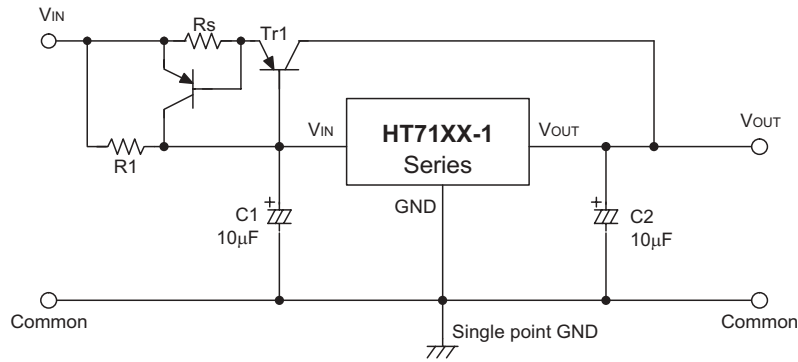 VIN
Rs
Tr1
VIN
HT71XX-1
VOUT
Series
VOUT
R1
GND
C1
10µF
C2
10µF
Common
Single point GND
Common
+
+